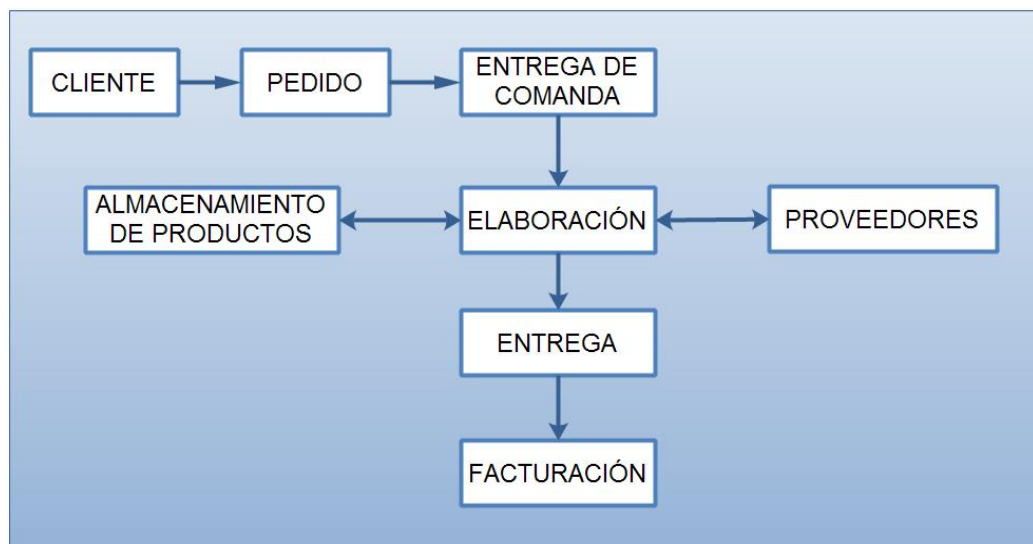 CLIENTE
PEDIDO
ENTREGA DE
COMANDA
ALMACENAMIENTO
DE PRODUCTOS
ELABORACIÓN
PROVEEDORES
ENTREGA
FACTURACIÓN